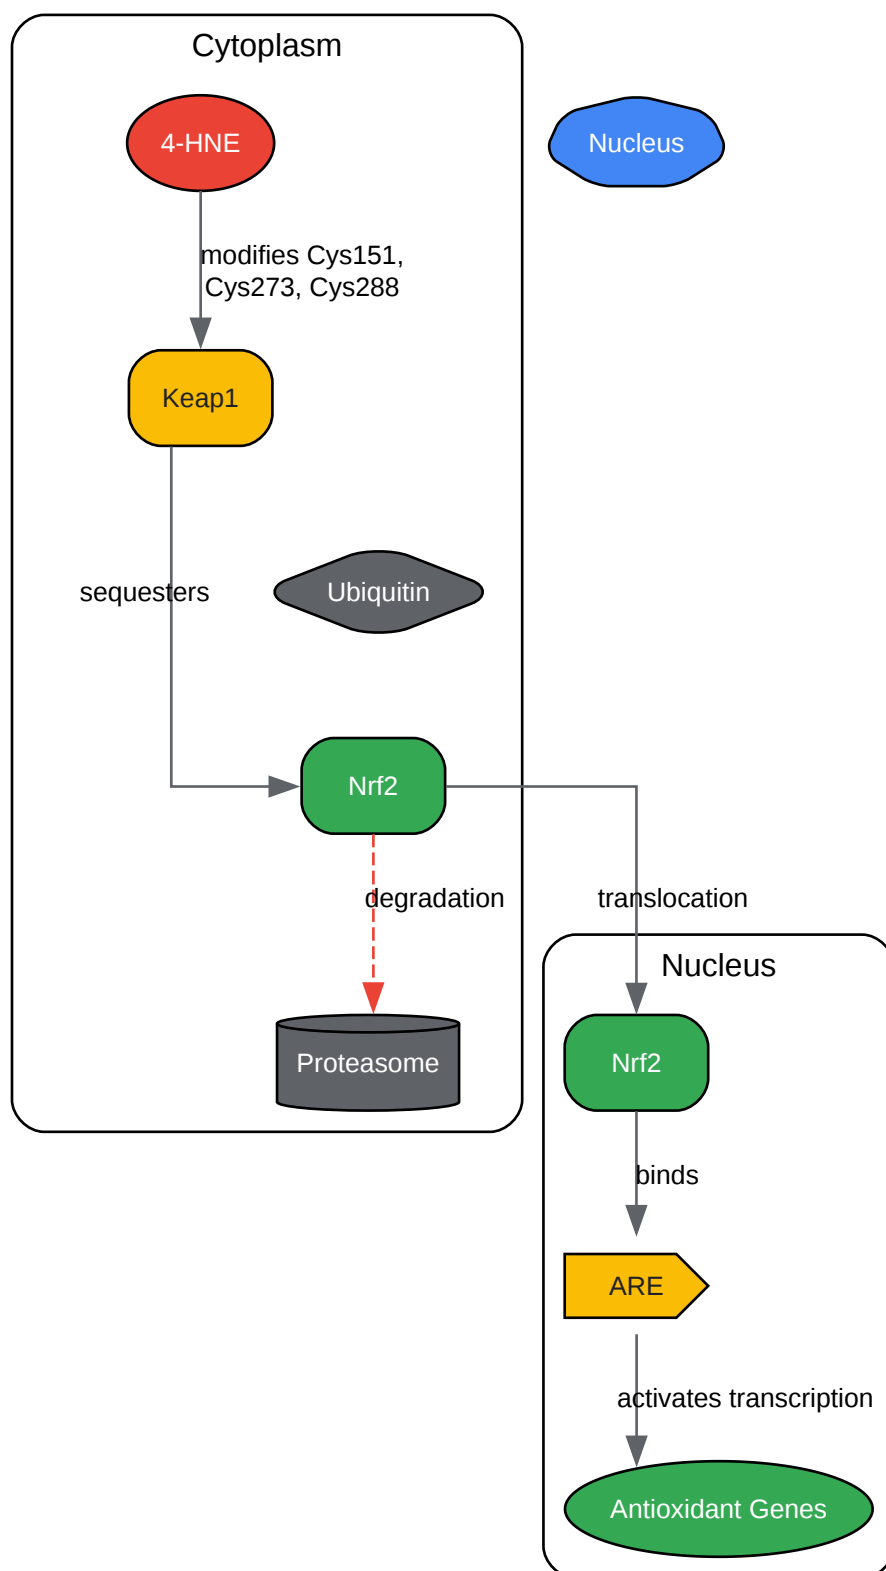 Cytoplasm
4-HNE
Nucleus
modifies Cys151,
Cys273, Cys288
Keap1
sequesters
Ubiquitin
Nrf2
degradation
translocation
Nucleus
Proteasome
Nrf2
binds
ARE
activates transcription
Antioxidant Genes